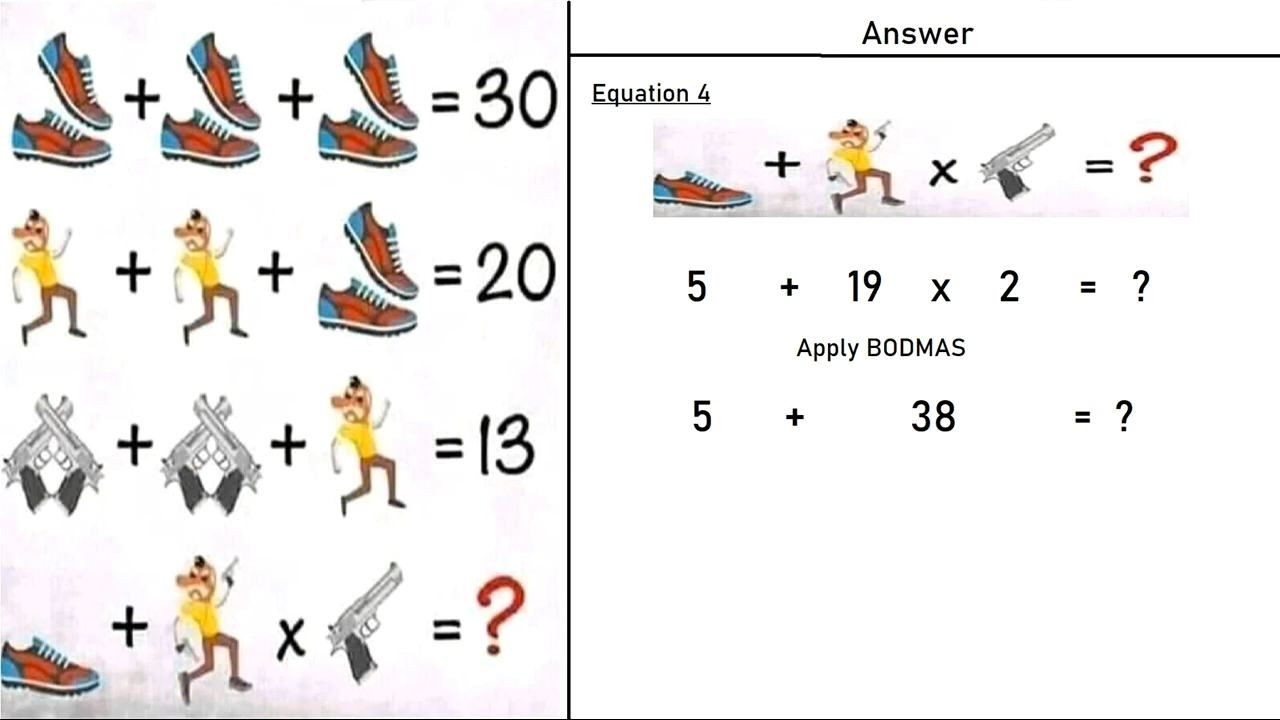 + + = 30
+ + = 20
+ + = 13
+ x = ?
Answer
Equation 4
+ x = ?
5 + 19 x 2 = ?
Apply BODMAS
5 + 38 = ?